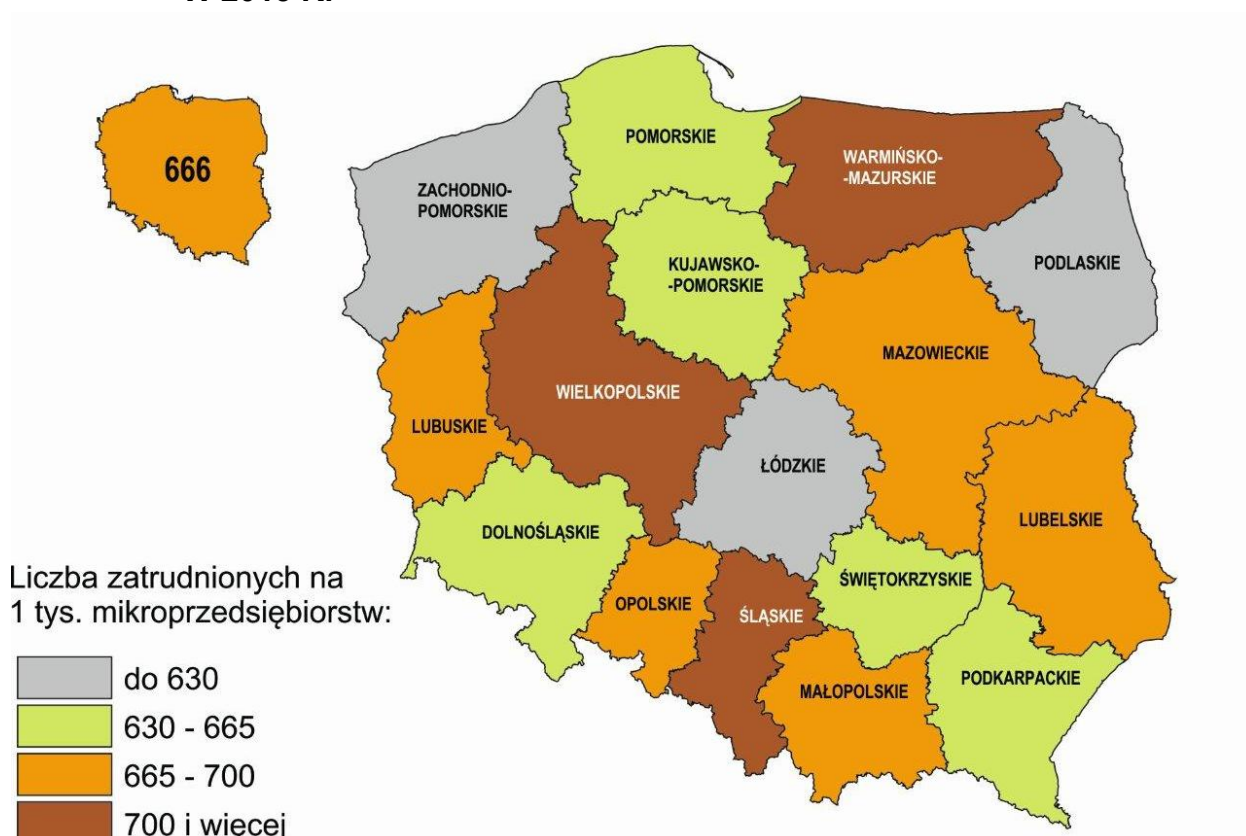 666
POMORSKIE
WARMIŃSKO-
-MAZURSKIE
ZACHODNIO-
POMORSKIE
PODLASKIE
KUJAWSKO-
-POMORSKIE
MAZOWIECKIE
WIELKOPOLSKIE
LUBUSKIE
ŁÓDZKIE
LUBELSKIE
DOLNOŚLĄSKIE
ŚWIĘTOKRZYSKIE
OPOLSKIE
ŚLĄSKIE
PODKARPACKIE
MAŁOPOLSKIE
Liczba zatrudnionych na
1 tys. mikroprzedsiębiorstw:
do 630
630 - 665
665 - 700
700 i więcej